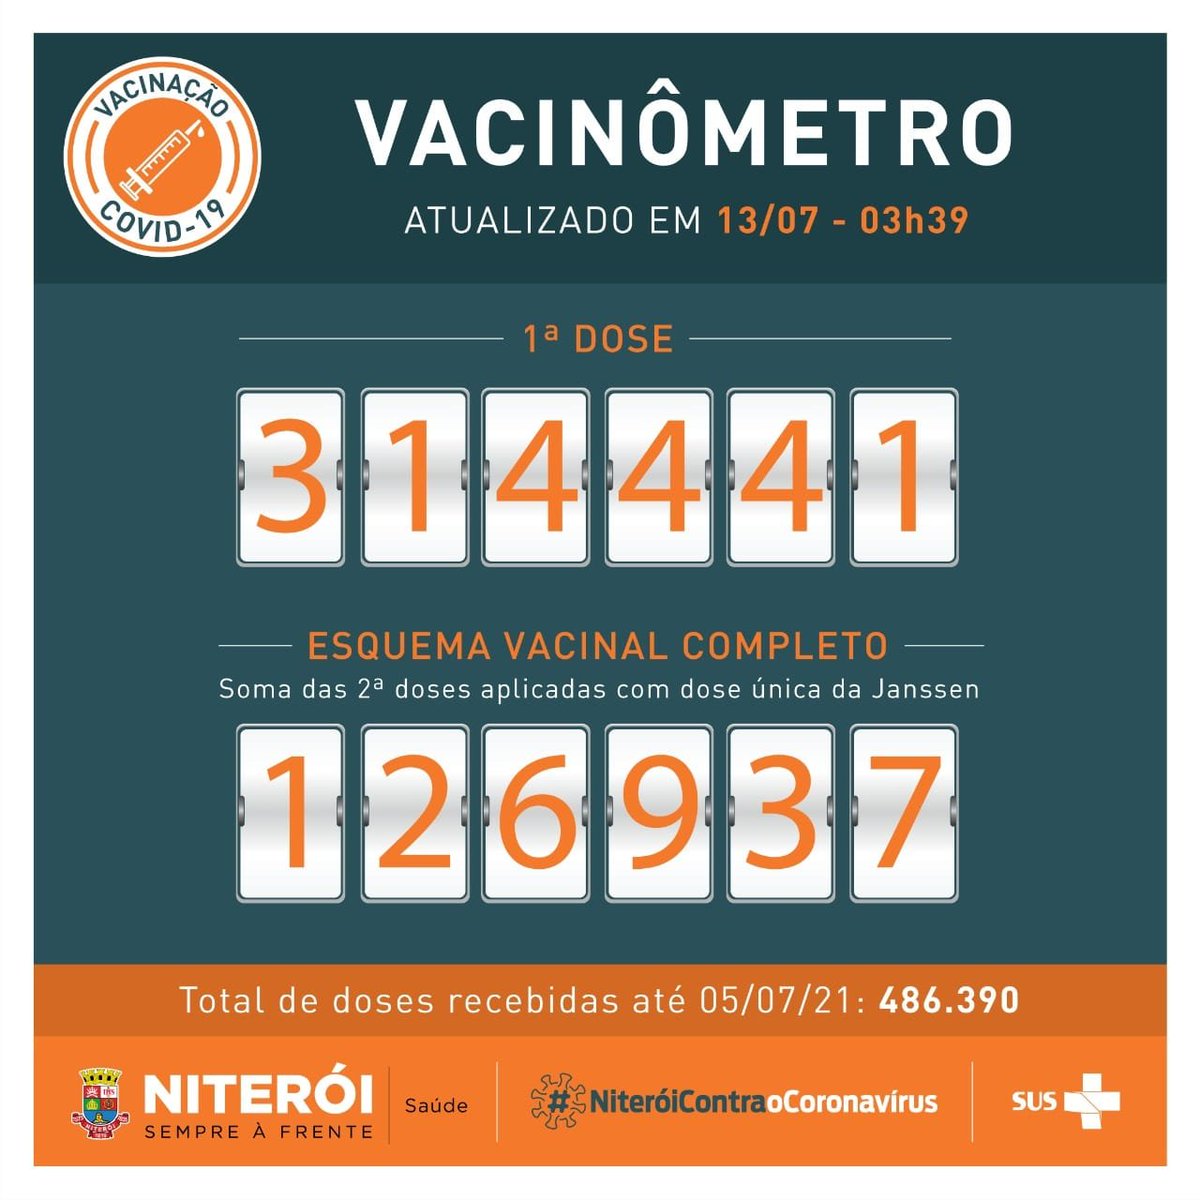 VACINAÇÃO
COVID-19
VACINÔMETRO
ATUALIZADO EM 13/07 - 03h39
1ª DOSE
314441
ESQUEMA VACINAL COMPLETO
Soma das 2ª doses aplicadas com dose única da Janssen
126937
Total de doses recebidas até 05/07/21: 486.390
NITERÓI
SEMPRE À FRENTE
Saúde
#NiteróiContraoCoronavírus
SUS
NITERÓI